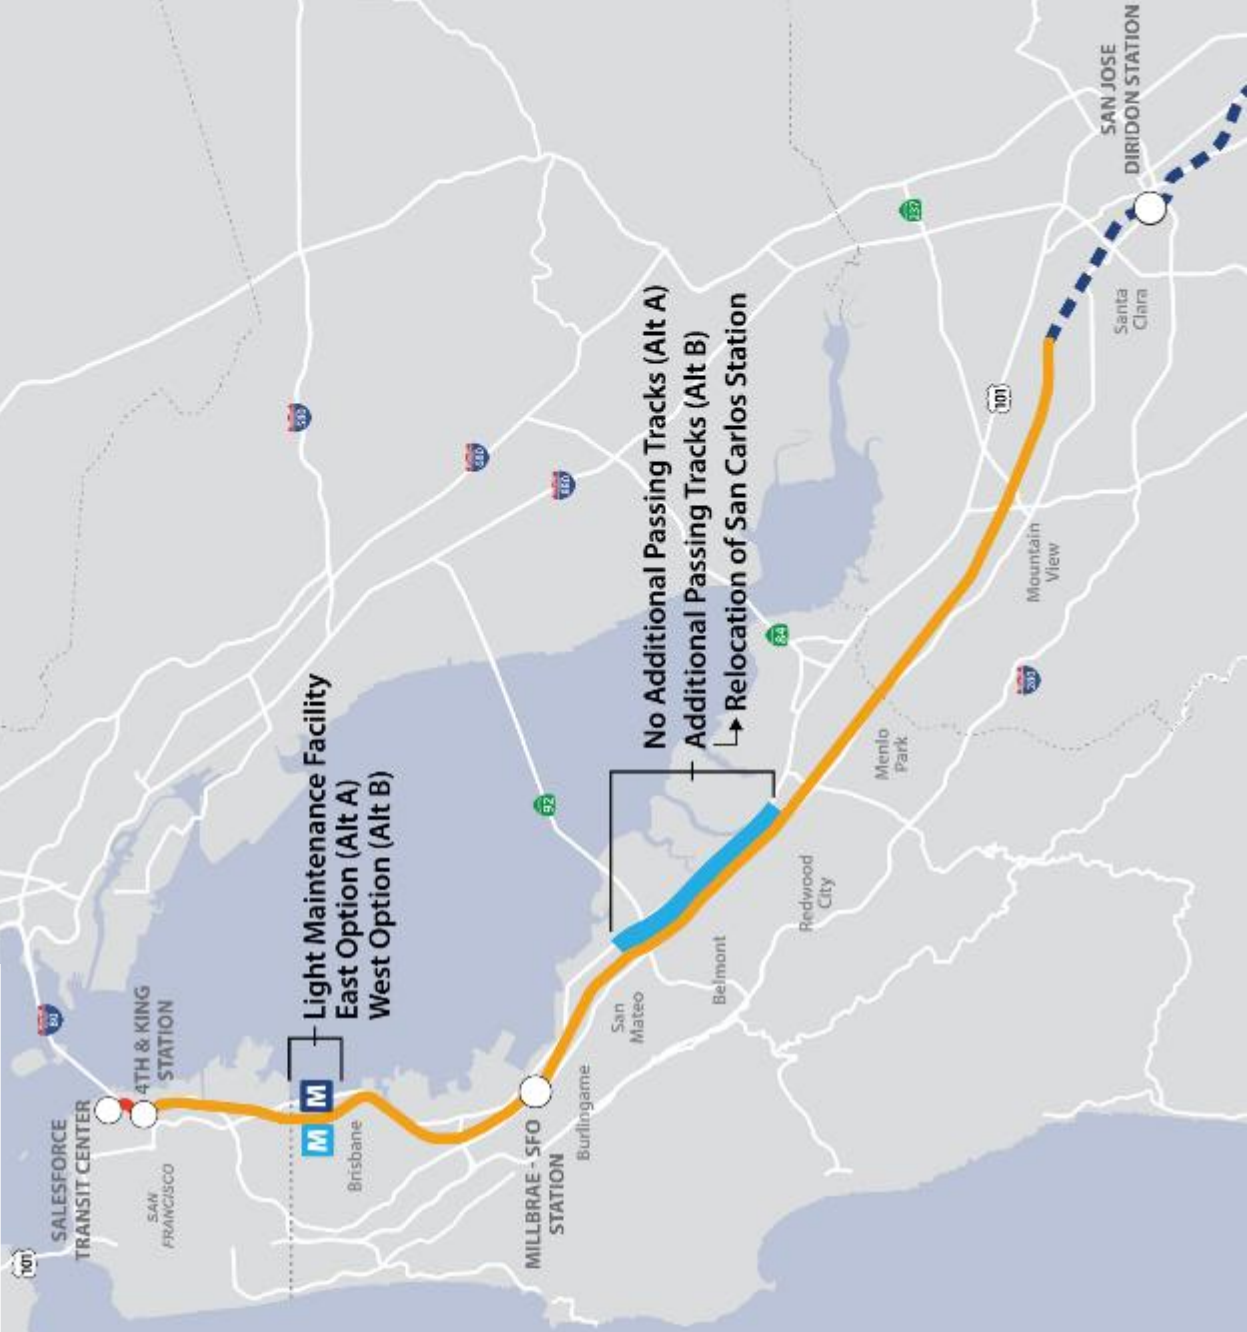 101
SALESFORCE
TRANSIT CENTER
80
4TH & KING
STATION
SAN
FRANCISCO
Light Maintenance Facility
East Option (Alt A)
West Option (Alt B)
M
M
Brisbane
580
MILLBRAE - SFO
STATION
Burlingame
92
San
Mateo
No Additional Passing Tracks (Alt A)
Additional Passing Tracks (Alt B)
Relocation of San Carlos Station
Belmont
84
Redwood
City
Menlo
Park
237
101
280
Mountain
View
Santa
Clara
SAN JOSE
DIRIDON STATION